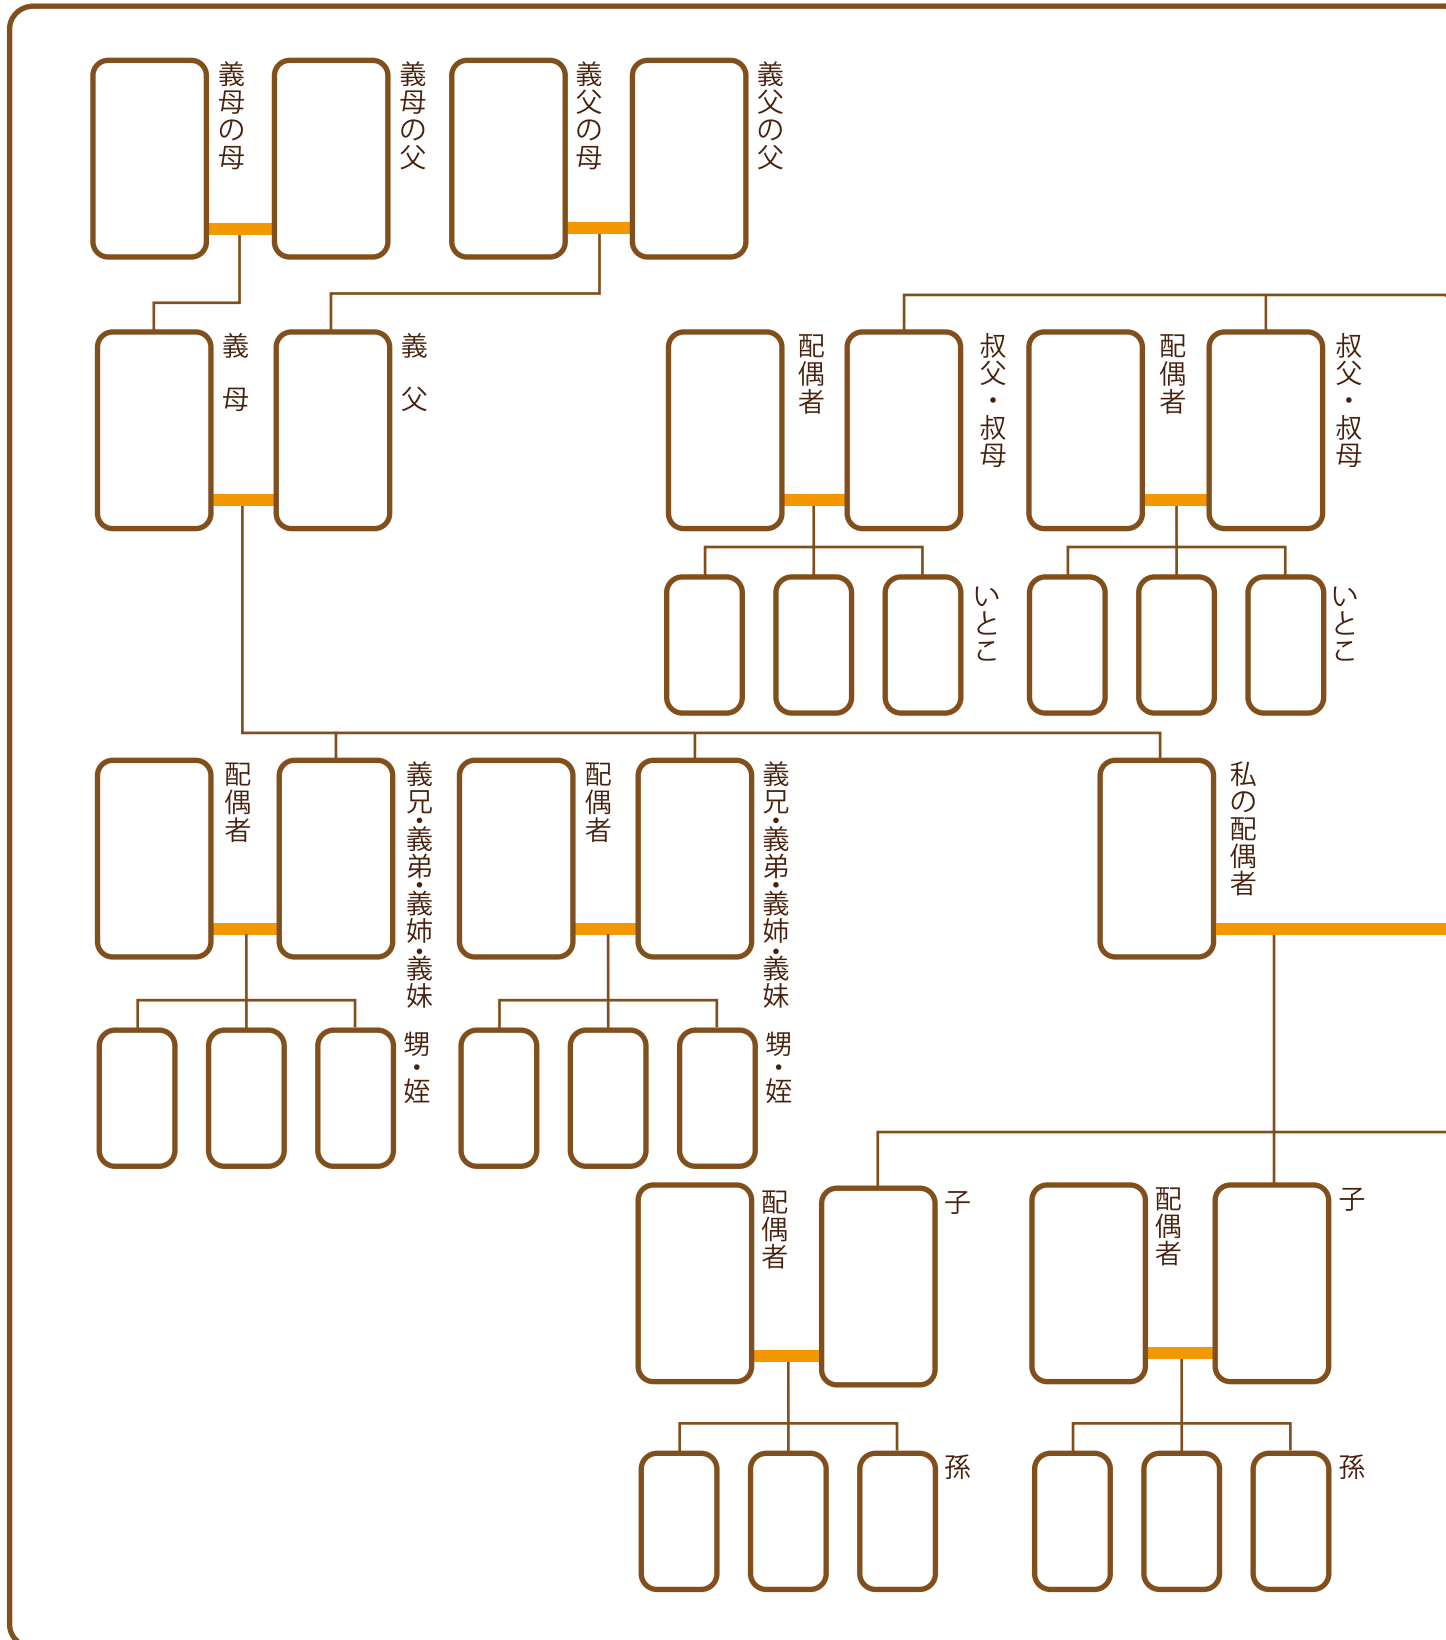 義父の父
義父の母
義母の父
義母の母
叔父・叔母
配偶者
叔父・叔母
配偶者
義父
義母
いとこ
いとこ
私の配偶者
義兄・義弟・義姉・義妹
配偶者
義兄・義弟・義姉・義妹
配偶者
甥・姪
甥・姪
子
配偶者
子
配偶者
孫
孫